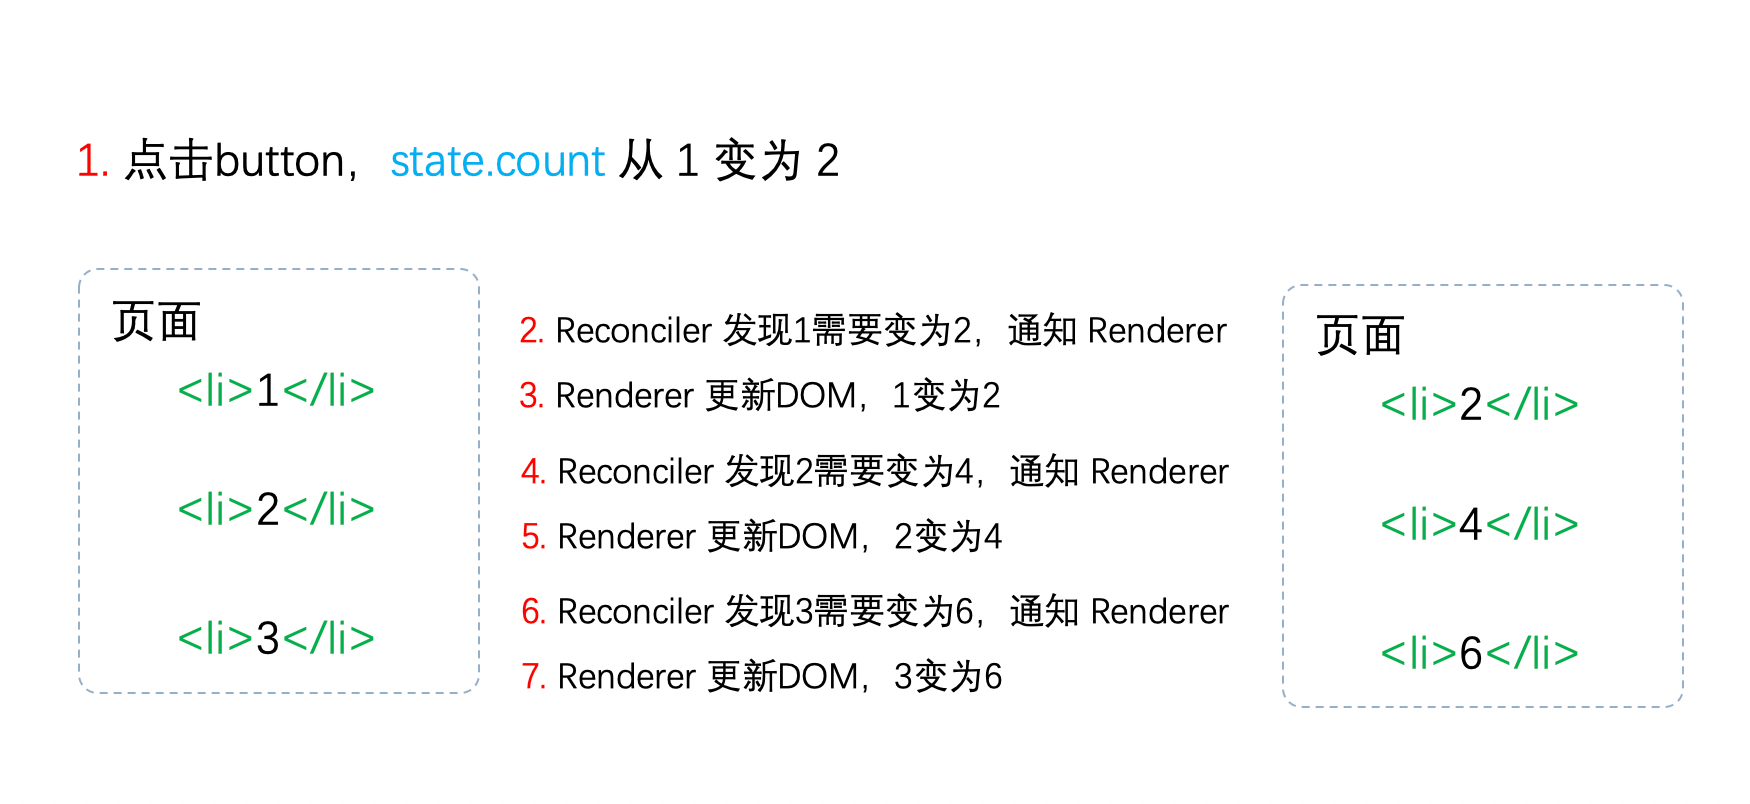 1. 点击button，state.count 从 1 变为 2
页面
<li>1</li>
<li>2</li>
<li>3</li>
2. Reconciler 发现1需要变为2，通知 Renderer
3. Renderer 更新DOM，1变为2
4. Reconciler 发现2需要变为4，通知 Renderer
5. Renderer 更新DOM，2变为4
6. Reconciler 发现3需要变为6，通知 Renderer
7. Renderer 更新DOM，3变为6
页面
<li>2</li>
<li>4</li>
<li>6</li>